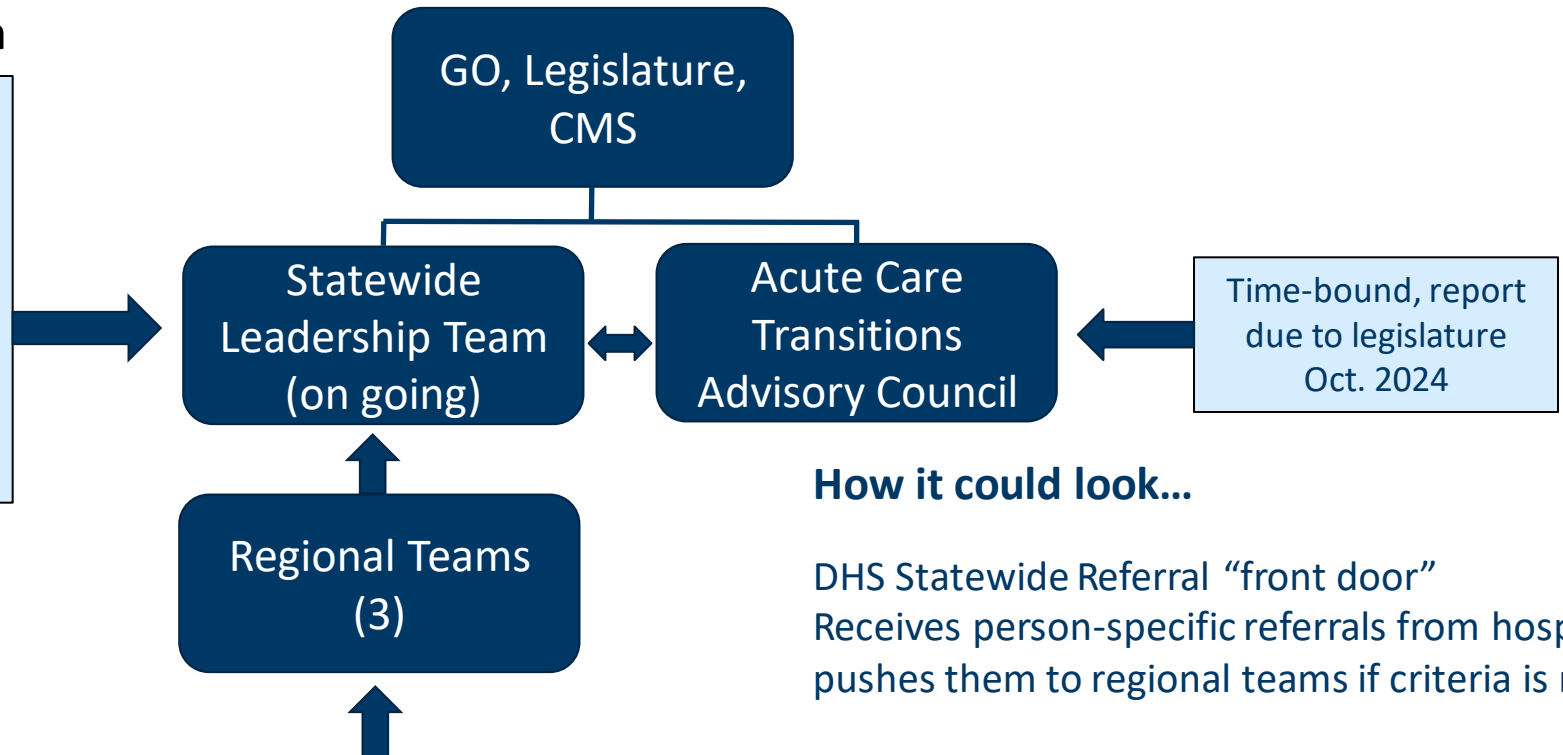 GO, Legislature,
CMS
Statewide
Leadership Team
(on going)
Acute Care
Transitions
Advisory Council
Time-bound, report
due to legislature
Oct. 2024
Regional Teams
(3)
How it could look…
DHS Statewide Referral “front door”
Receives person-specific referrals from
pushes them to regional teams if criteria is